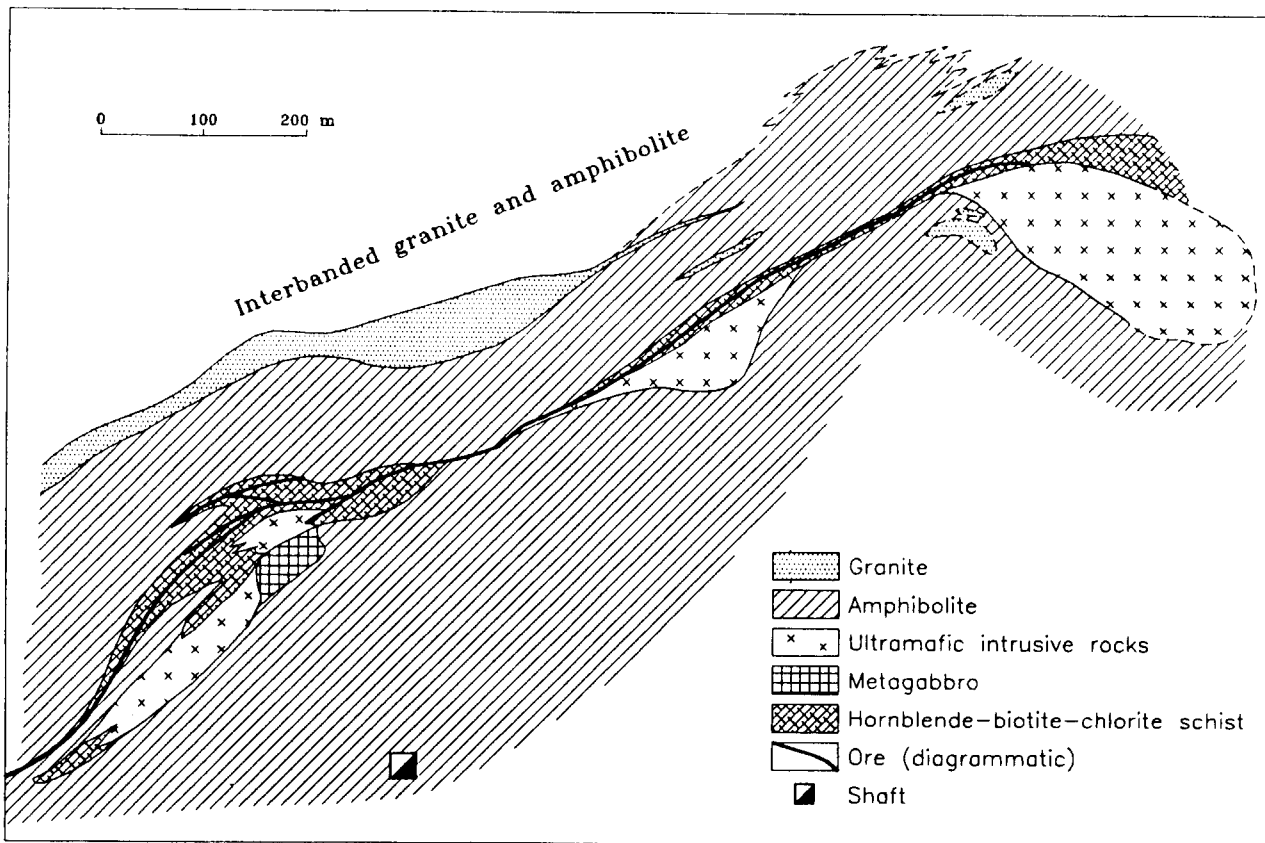 0 100 200 m
Interbanded granite and amphibolite
Granite
Amphibolite
Ultramafic intrusive rocks
Metagabbro
Hornblende-biotite-chlorite schist
Ore (diagrammatic)
Shaft